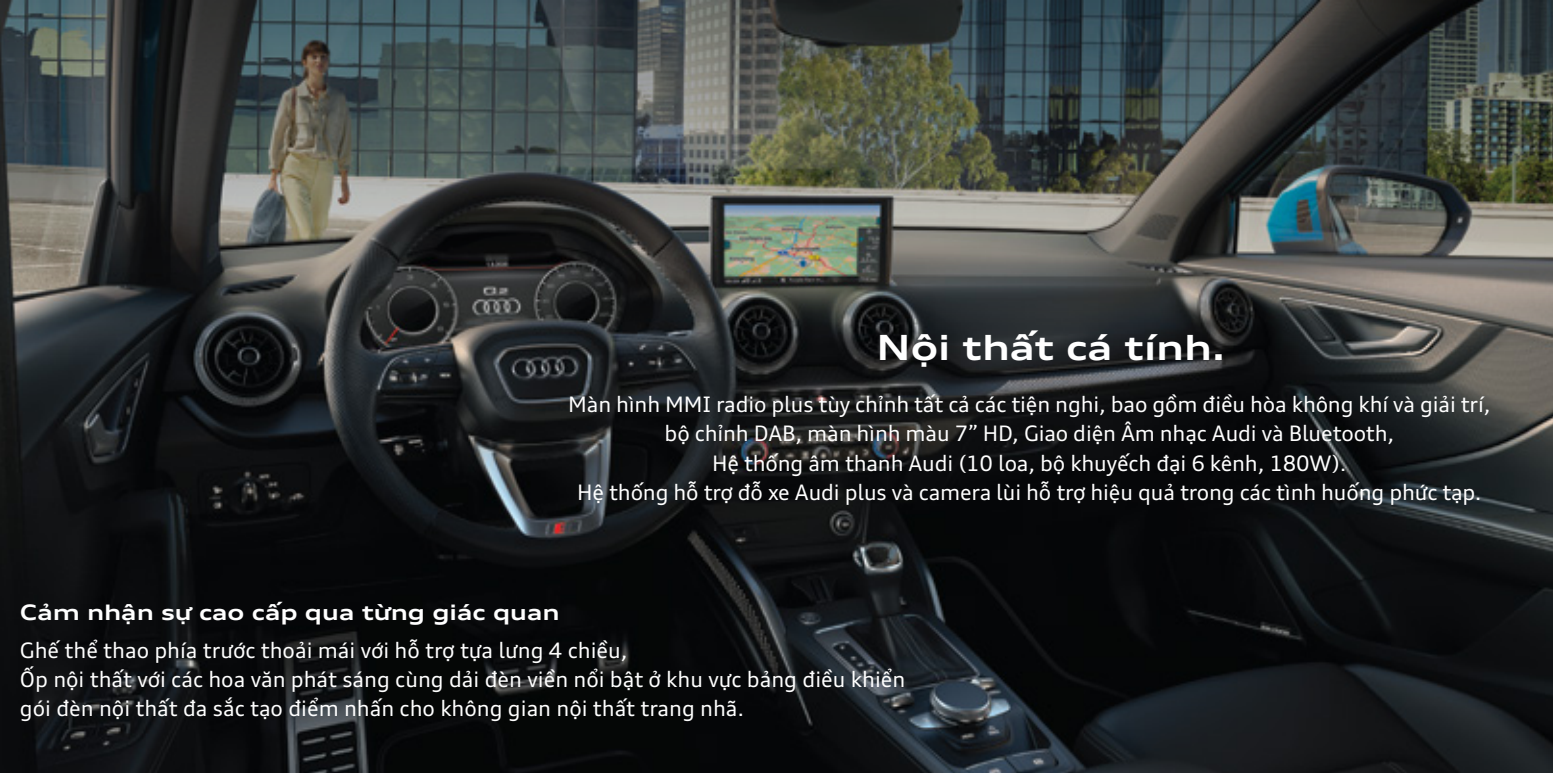 Q2
Nội thất cá tính.
Màn hình MMI radio plus tùy chỉnh tất cả các tiện nghi, bao gồm điều hòa không khí và giải trí,
bộ chỉnh DAB, màn hình màu 7” HD, Giao diện Âm nhạc Audi và Bluetooth,
Hệ thống âm thanh Audi (10 loa, bộ khuyếch đại 6 kênh, 180W).
Hệ thống hỗ trợ đỗ xe Audi plus và camera lùi hỗ trợ hiệu quả trong các tình huống phức tạp.
Cảm nhận sự cao cấp qua từng giác quan
Ghế thể thao phía trước thoải mái với hỗ trợ tựa lưng 4 chiều,
Ốp nội thất với các hoa văn phát sáng cùng dải đèn viền nổi bật ở khu vực bảng điều khiển
gói đèn nội thất đa sắc tạo điểm nhấn cho không gian nội thất trang nhã.